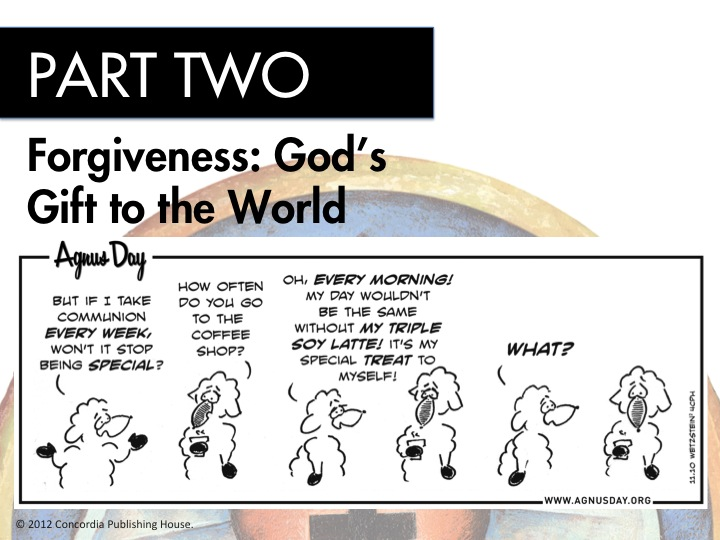 PART TWO
Forgiveness: God's
Gift to the World
Agnus Day
BUT IF I TAKE
COMMUNION
EVERY WEEK,
WON'T IT STOP
BEING SPECIAL?
HOW OFTEN
DO YOU GO
TO THE
COFFEE
SHOP?
OH, EVERY MORNING!
MY DAY WOULDN'T
BE THE SAME
WITHOUT MY TRIPLE
SOY LATTE! IT'S MY
SPECIAL TREAT TO
MYSELF!
WHAT?
WWW.AGNUSDAY.ORG
© 2012 Concordia Publishing House.